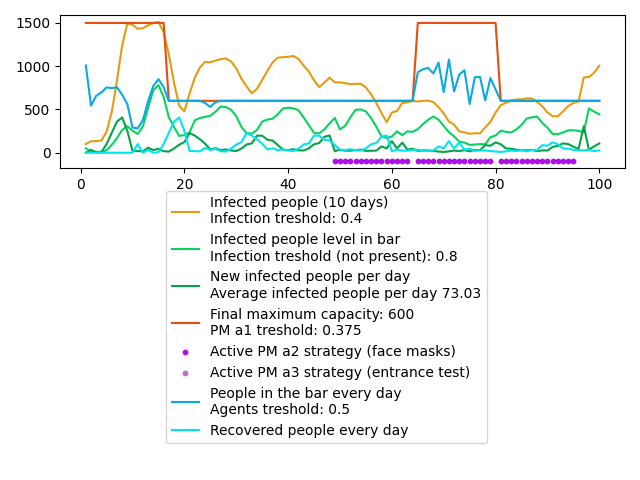 1500
1000
500
0
0 20 40 60 80 100
Infected people (10 days)
Infection treshold: 0.4
Infected people level in bar
Infection treshold (not present): 0.8
New infected people per day
Average infected people per day 73.03
Final maximum capacity: 600
PM a1 treshold: 0.375
Active PM a2 strategy (face masks)
Active PM a3 strategy (entrance test)
People in the bar every day
Agents treshold: 0.5
Recovered people every day